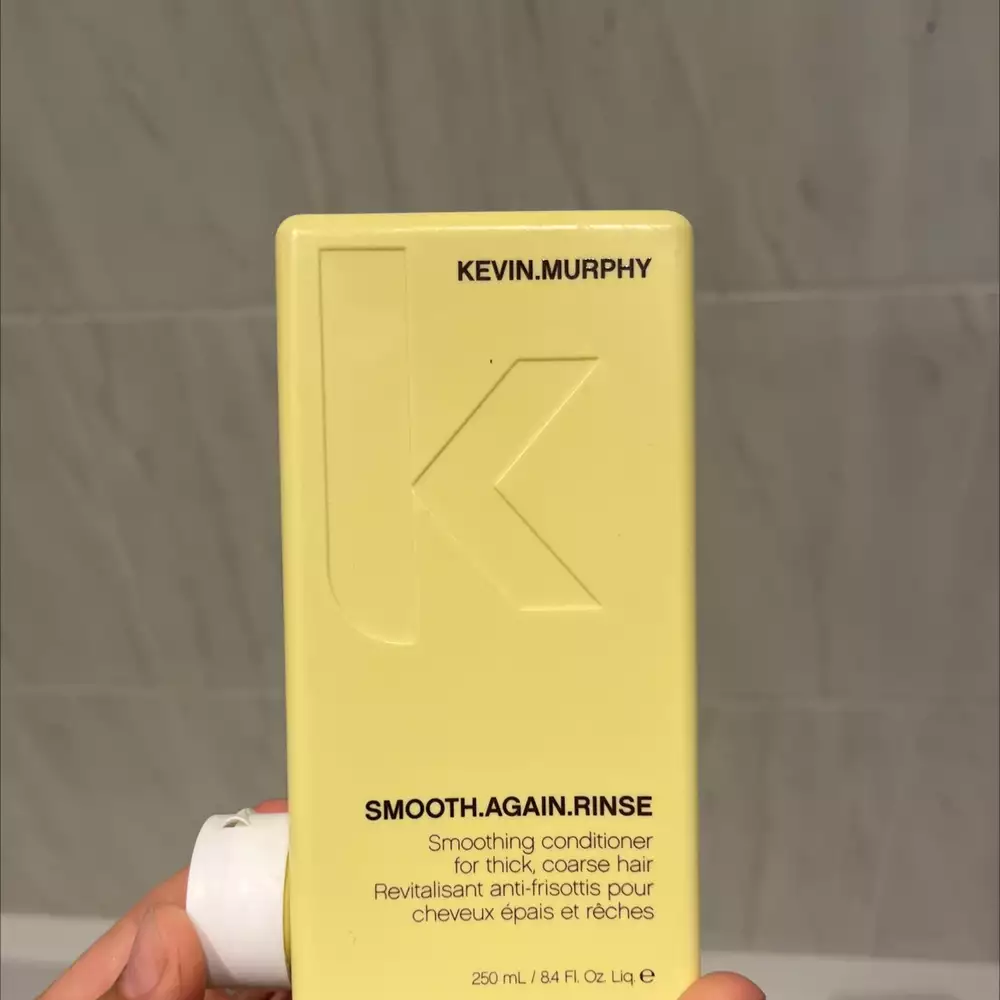 KEVIN.MURPHY
K
SMOOTH.AGAIN.RINSE
Smoothing conditioner
for thick, coarse hair
Revitalisant anti-frisottis pour
cheveux épais et rêches
250 mL / 8.4 Fl. Oz. Liq. e